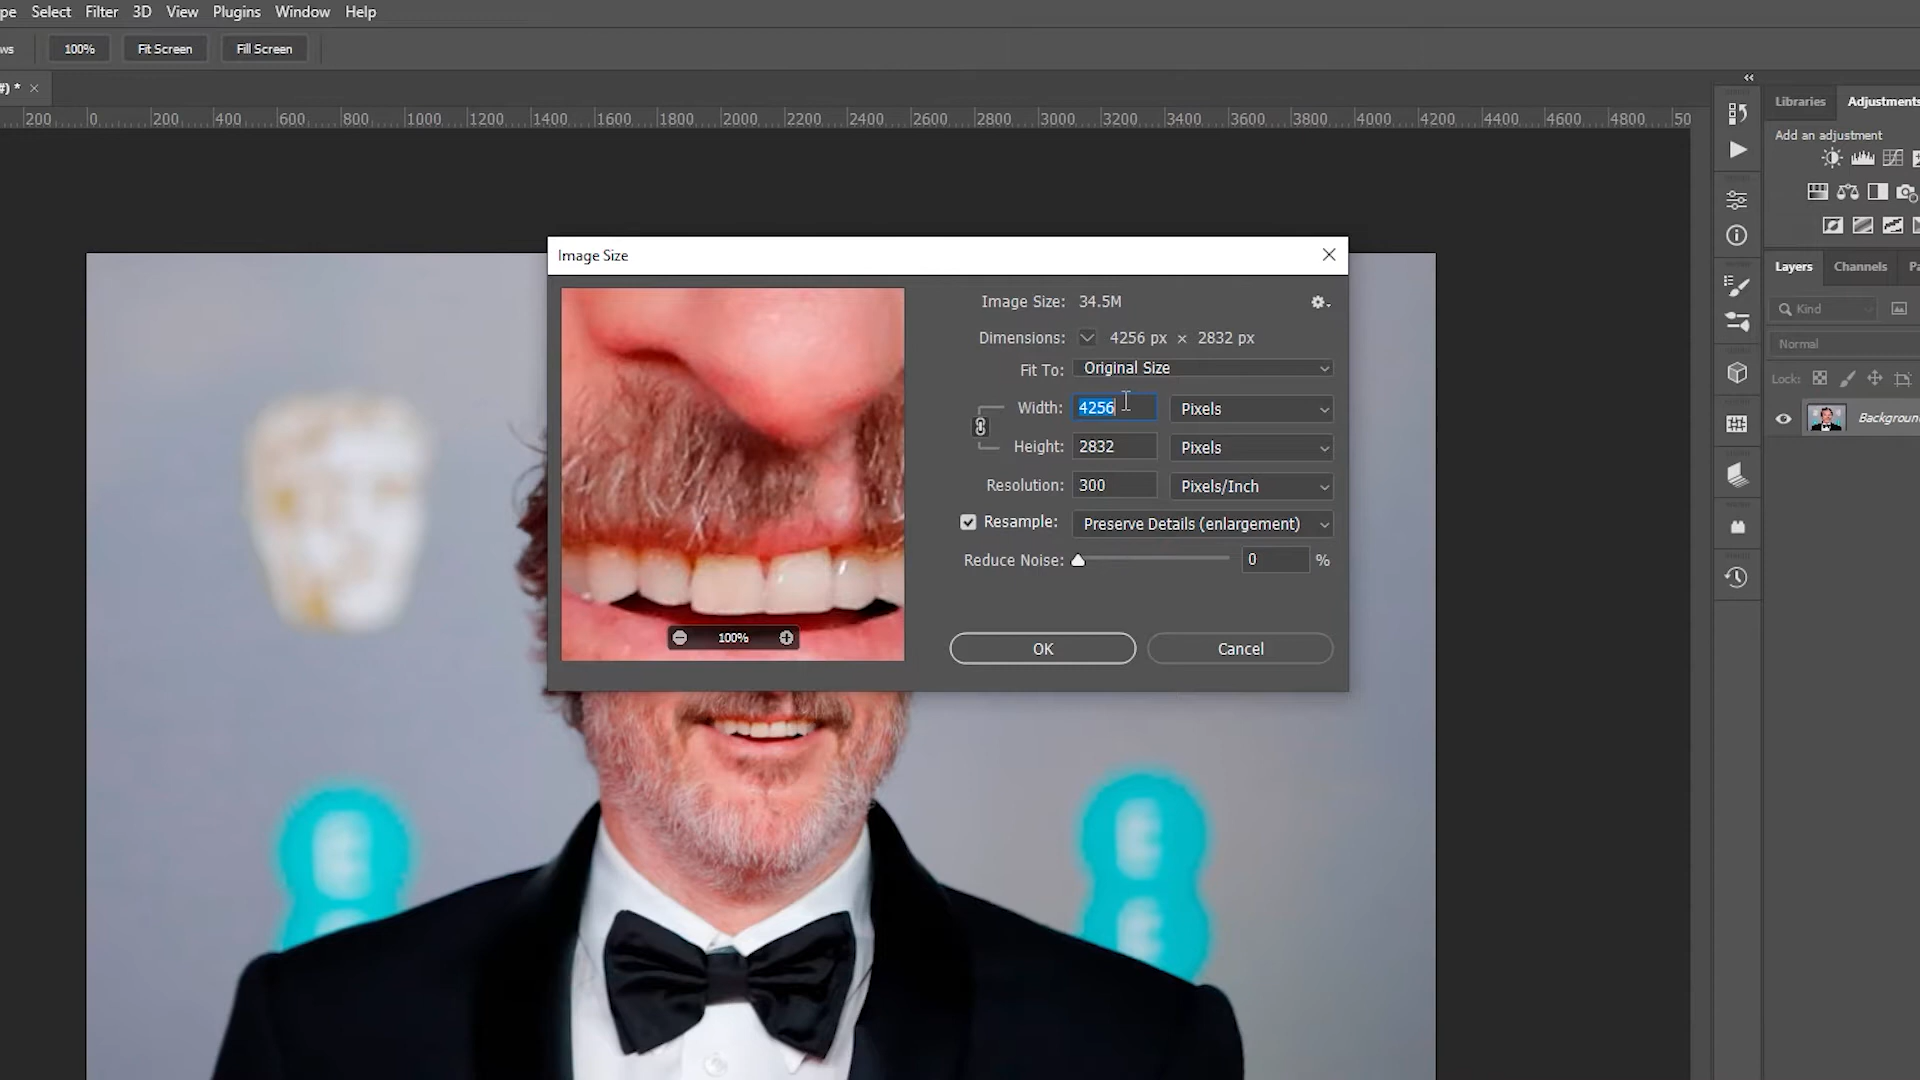 pe Select Filter 3D View Plugins Window Help
ws 100% Fit Screen Fill Screen
#) *
200 0 200 400 600 800 1000 1200 1400 1600 1800 2000 2200 2400 2600 2800 3000 3200 3400 3600 3800 4000 4200 4400 4600 4800 50
Libraries Adjustments
Add an adjustment
Layers Channels Pa
Kind
Normal
Lock:
Background
Image Size
Image Size: 34.5M
Dimensions: 4256 px × 2832 px
Fit To: Original Size
Width: 4256 Pixels
Height: 2832 Pixels
Resolution: 300 Pixels/Inch
Resample: Preserve Details (enlargement)
Reduce Noise: 0 %
100%
OK Cancel